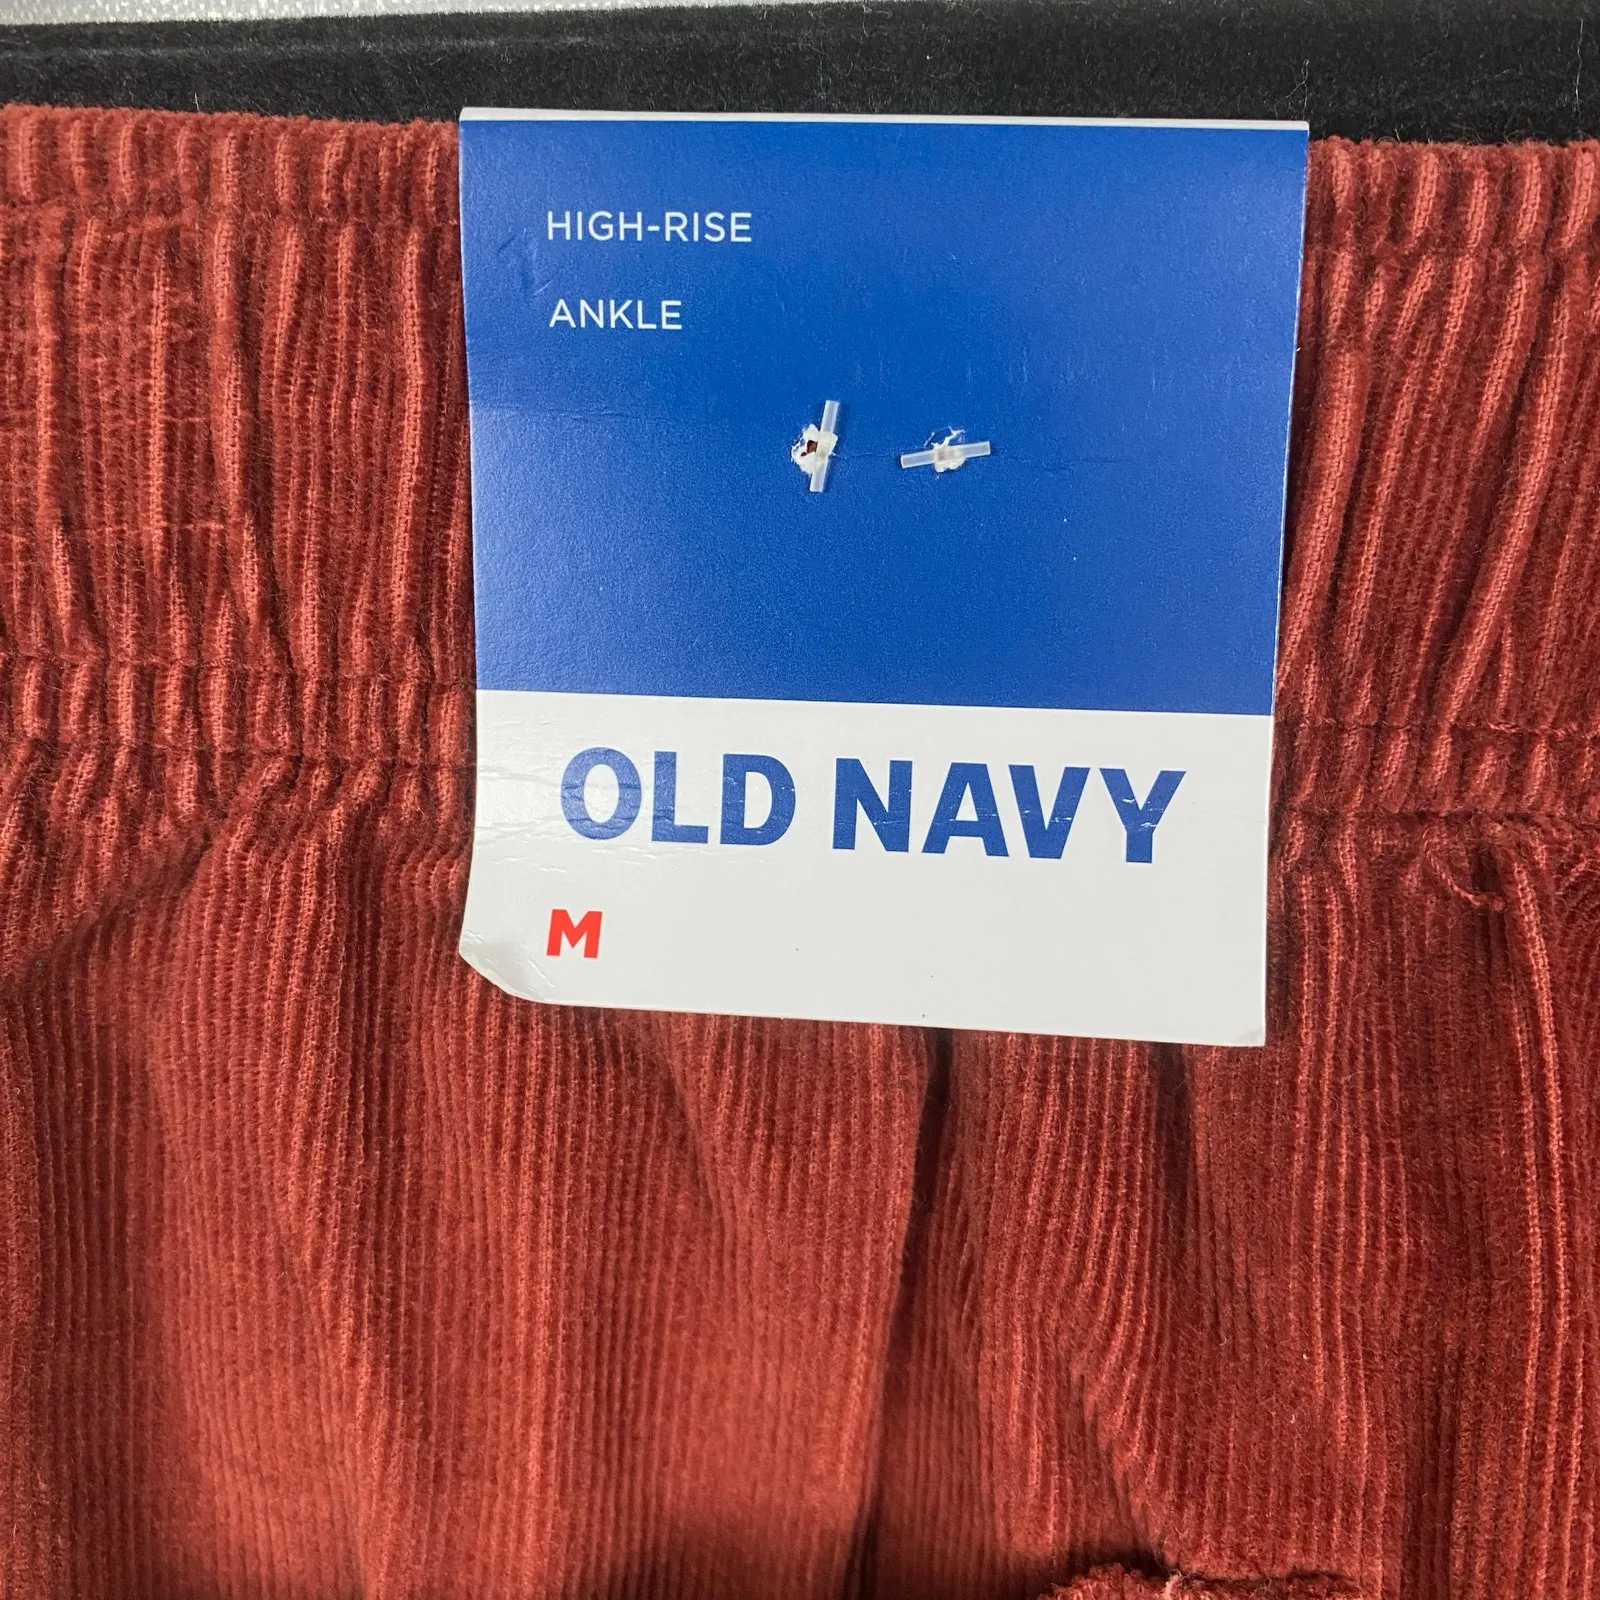 HIGH-RISE
ANKLE
OLD NAVY
M